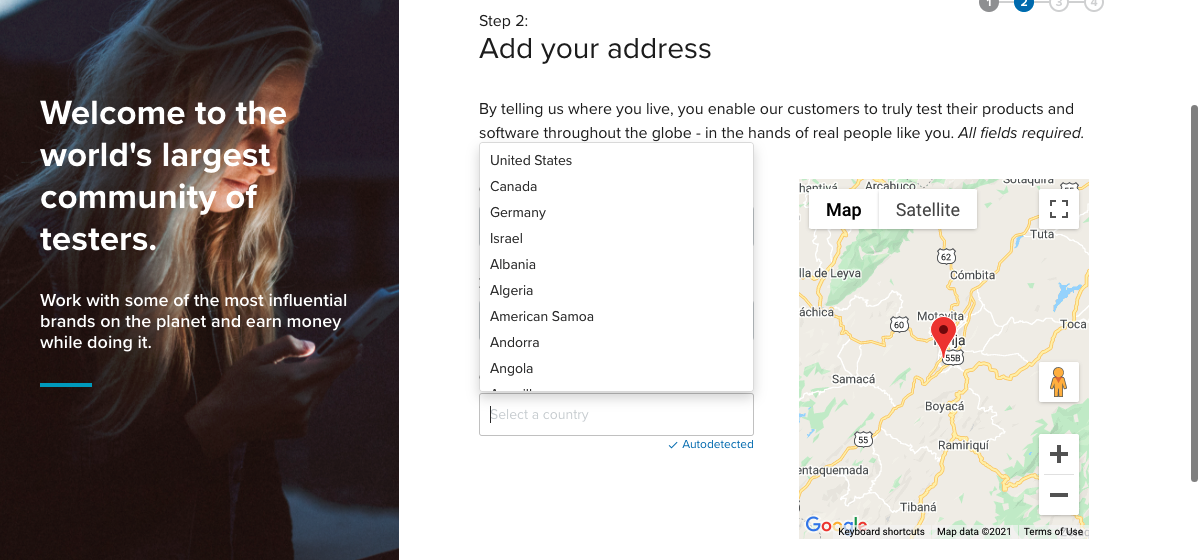 Welcome to the
world's largest
community of
testers.
Work with some of the most influential
brands on the planet and earn money
while doing it.
1 2 3 4
Step 2:
Add your address
By telling us where you live, you enable our customers to truly test their products and
software throughout the globe - in the hands of real people like you. All fields required.
United States
Canada
Germany
Israel
Albania
Algeria
American Samoa
Andorra
Angola
Select a country
Autodetected
Arcabuco
Map
Satellite
Tuta
62
lla de Leyva
Cómbita
áchica
60
Motavita
Toca
55B
Samacá
Boyacá
55
Ramiriquí
entaquemada
Tibaná
Google
Keyboard shortcuts
Map data ©2021
Terms of Use